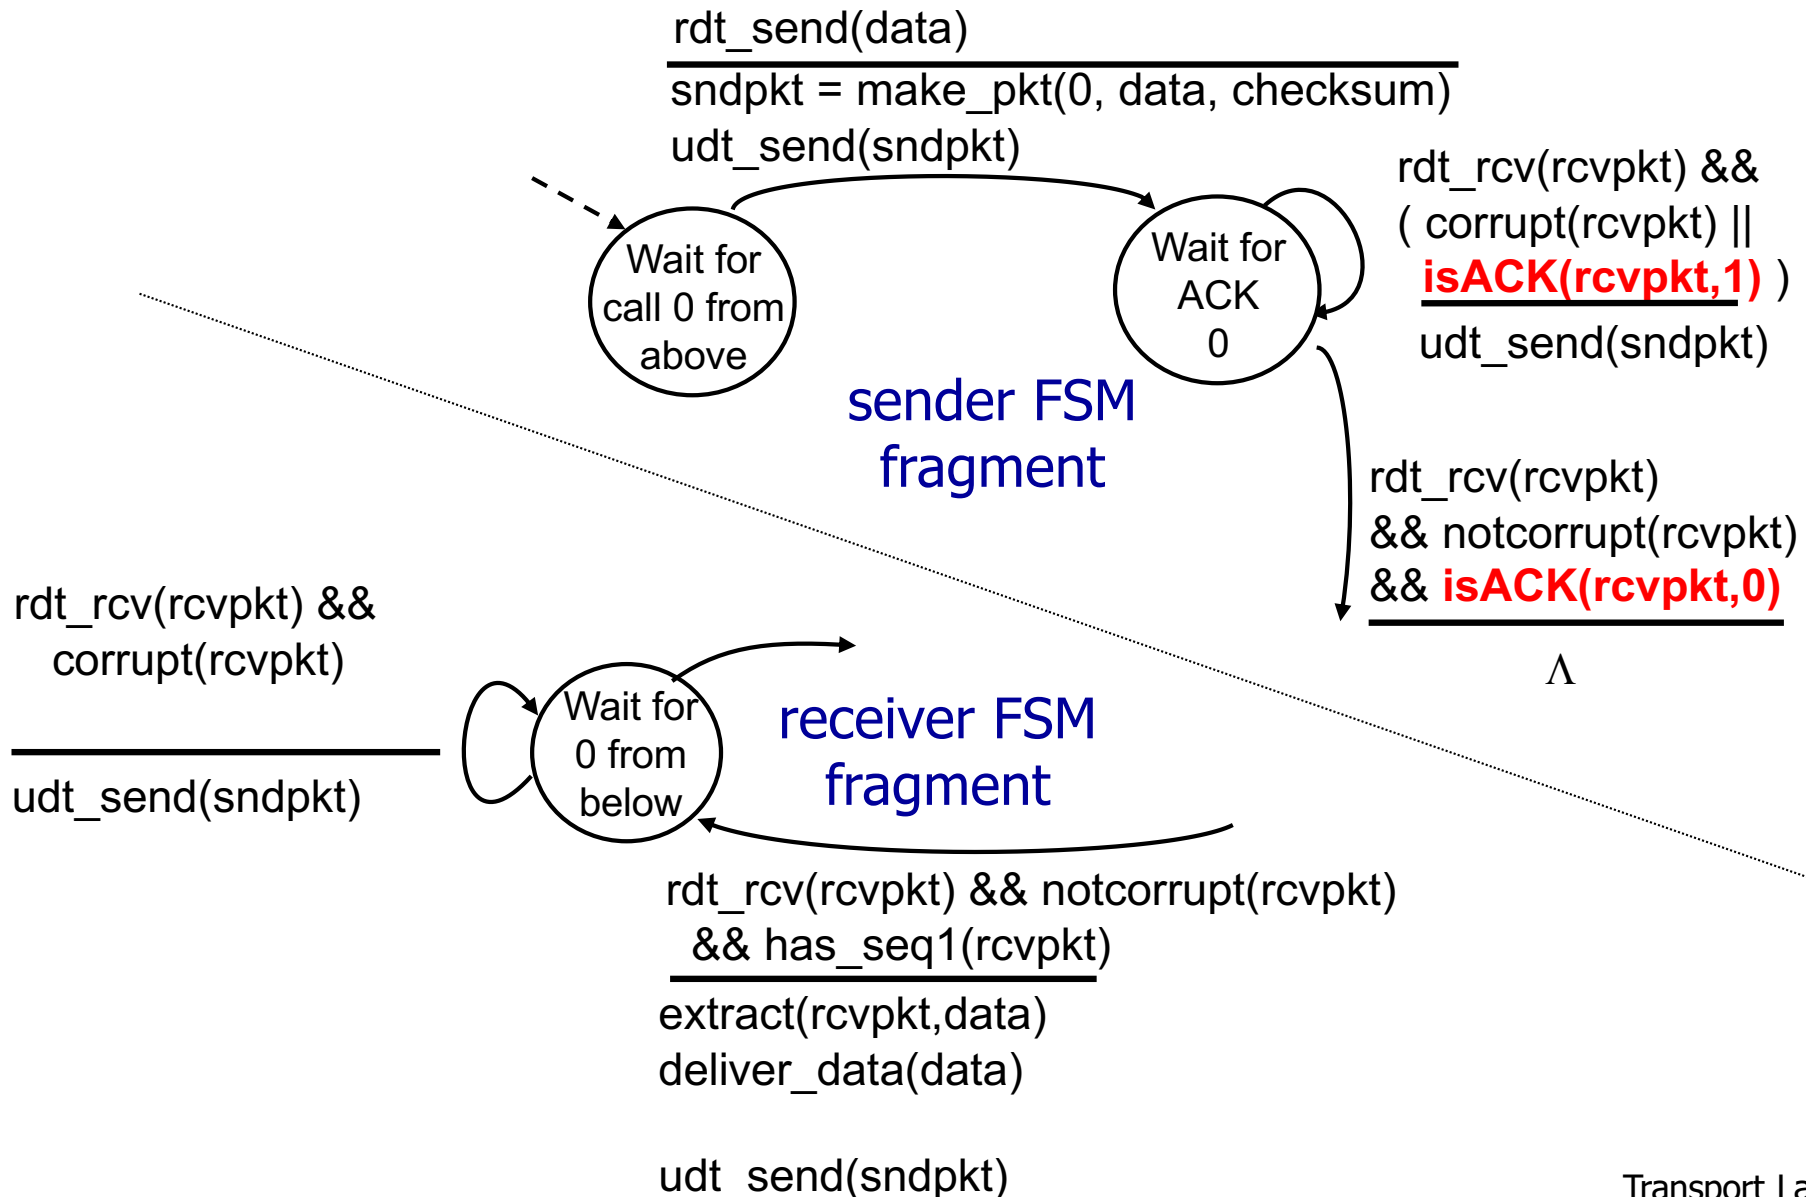 rdt_send(data)
sndpkt = make_pkt(0, data, checksum)
udt_send(sndpkt)
Wait for
call 0 from
above
Wait for
ACK
0
rdt_rcv(rcvpkt) &&
( corrupt(rcvpkt) ||
isACK(rcvpkt,1) )
udt_send(sndpkt)
sender FSM
fragment
rdt_rcv(rcvpkt)
&& notcorrupt(rcvpkt)
&& isACK(rcvpkt,0)
Λ
rdt_rcv(rcvpkt) &&
corrupt(rcvpkt)
udt_send(sndpkt)
Wait for
0 from
below
receiver FSM
fragment
rdt_rcv(rcvpkt) && notcorrupt(rcvpkt)
&& has_seq1(rcvpkt)
extract(rcvpkt,data)
deliver_data(data)
udt_send(sndpkt)
Transport La